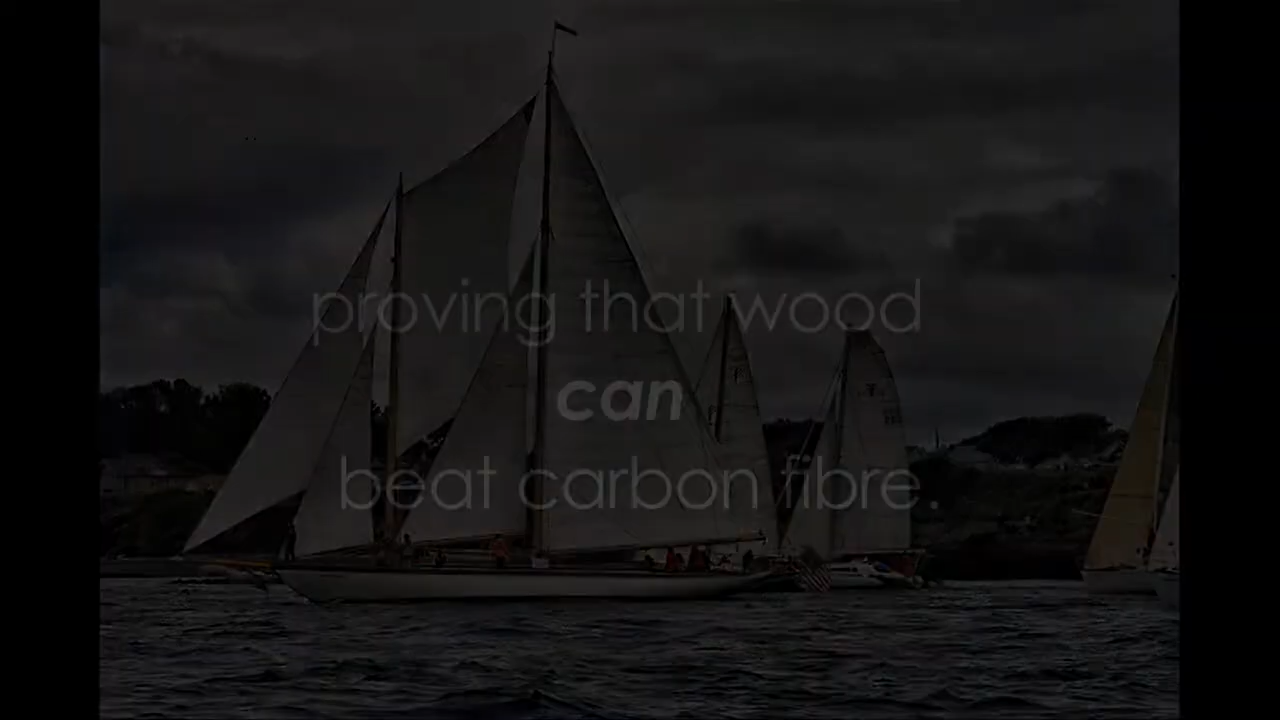 proving that wood
can
beat carbon fibre.